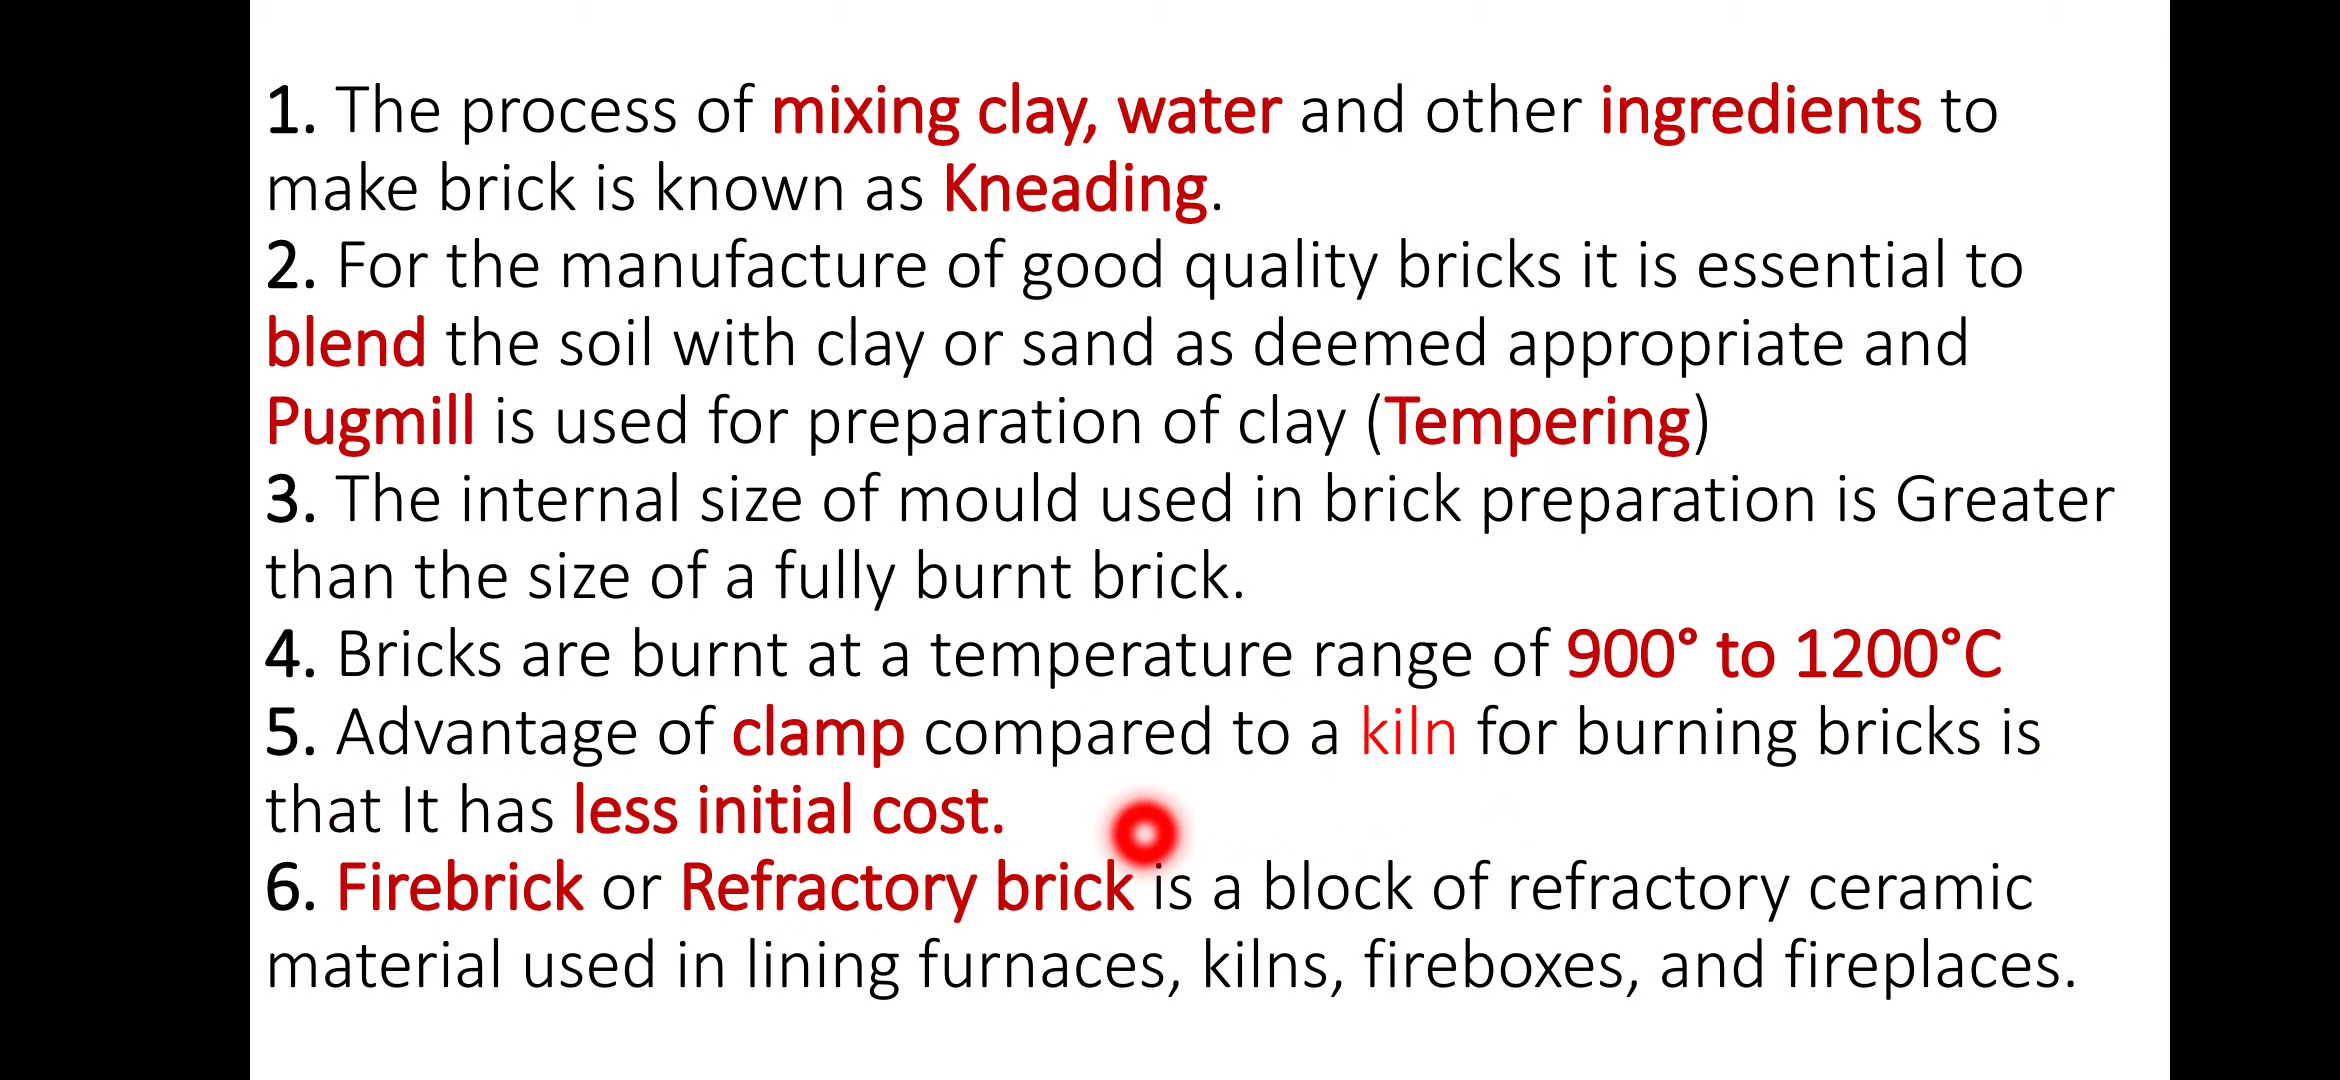 1. The process of mixing clay, water and other ingredients to
make brick is known as Kneading.
2. For the manufacture of good quality bricks it is essential to
blend the soil with clay or sand as deemed appropriate and
Pugmill is used for preparation of clay (Tempering)
3. The internal size of mould used in brick preparation is Greater
than the size of a fully burnt brick.
4. Bricks are burnt at a temperature range of 900° to 1200°C
5. Advantage of clamp compared to a kiln for burning bricks is
that It has less initial cost.
6. Firebrick or Refractory brick is a block of refractory ceramic
material used in lining furnaces, kilns, fireboxes, and fireplaces.